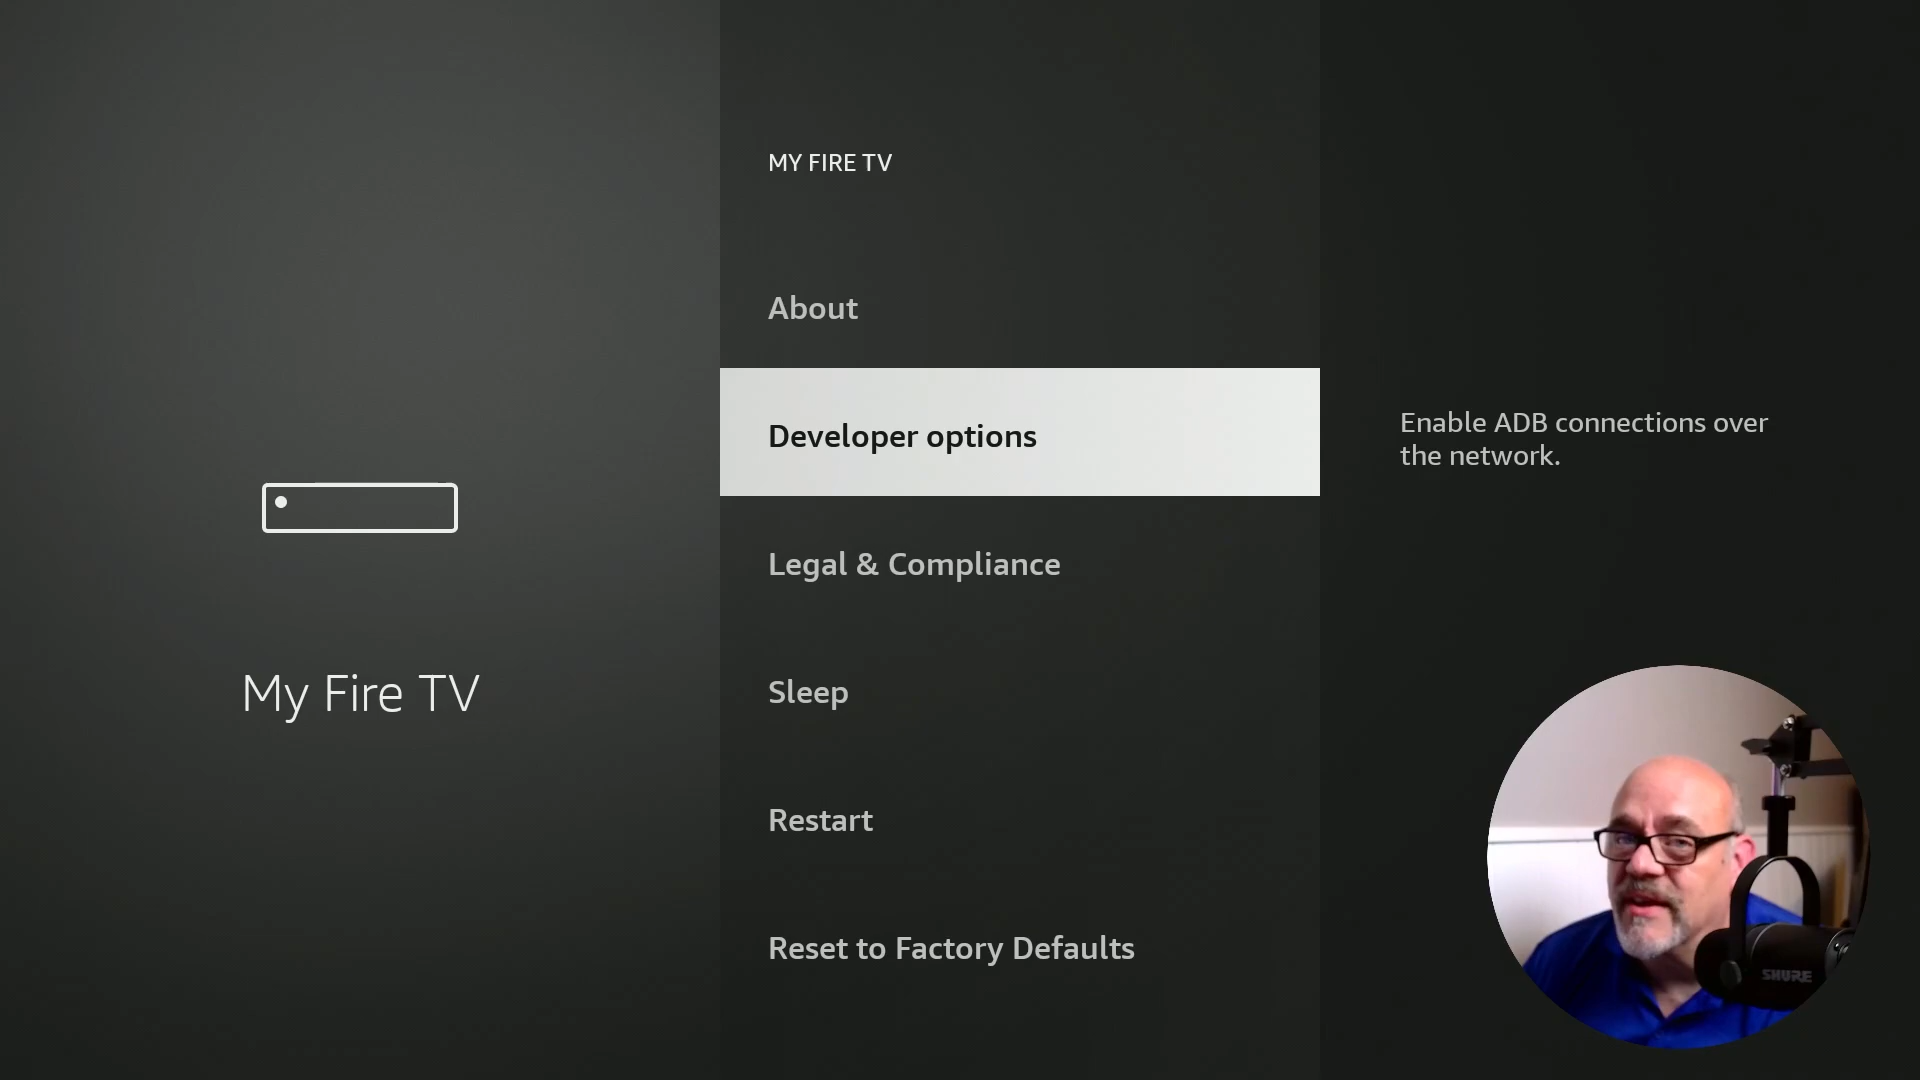 MY FIRE TV
About
Developer options
Enable ADB connections over
the network.
Legal & Compliance
My Fire TV
Sleep
Restart
Reset to Factory Defaults
SHURE